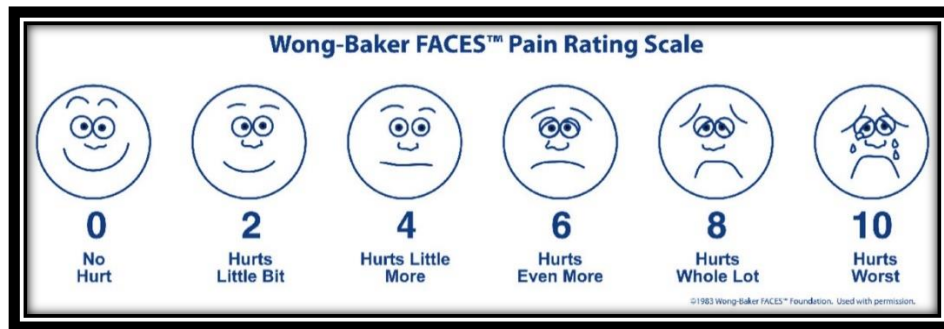 Wong-Baker FACES™ Pain Rating Scale
0 2 4 6 8 10
No Hurt Hurts Little Hurts Hurts Hurts
Hurt Little Bit More Even More Whole Lot Worst
©1983 Wong-Baker FACES™ Foundation. Used with permission.